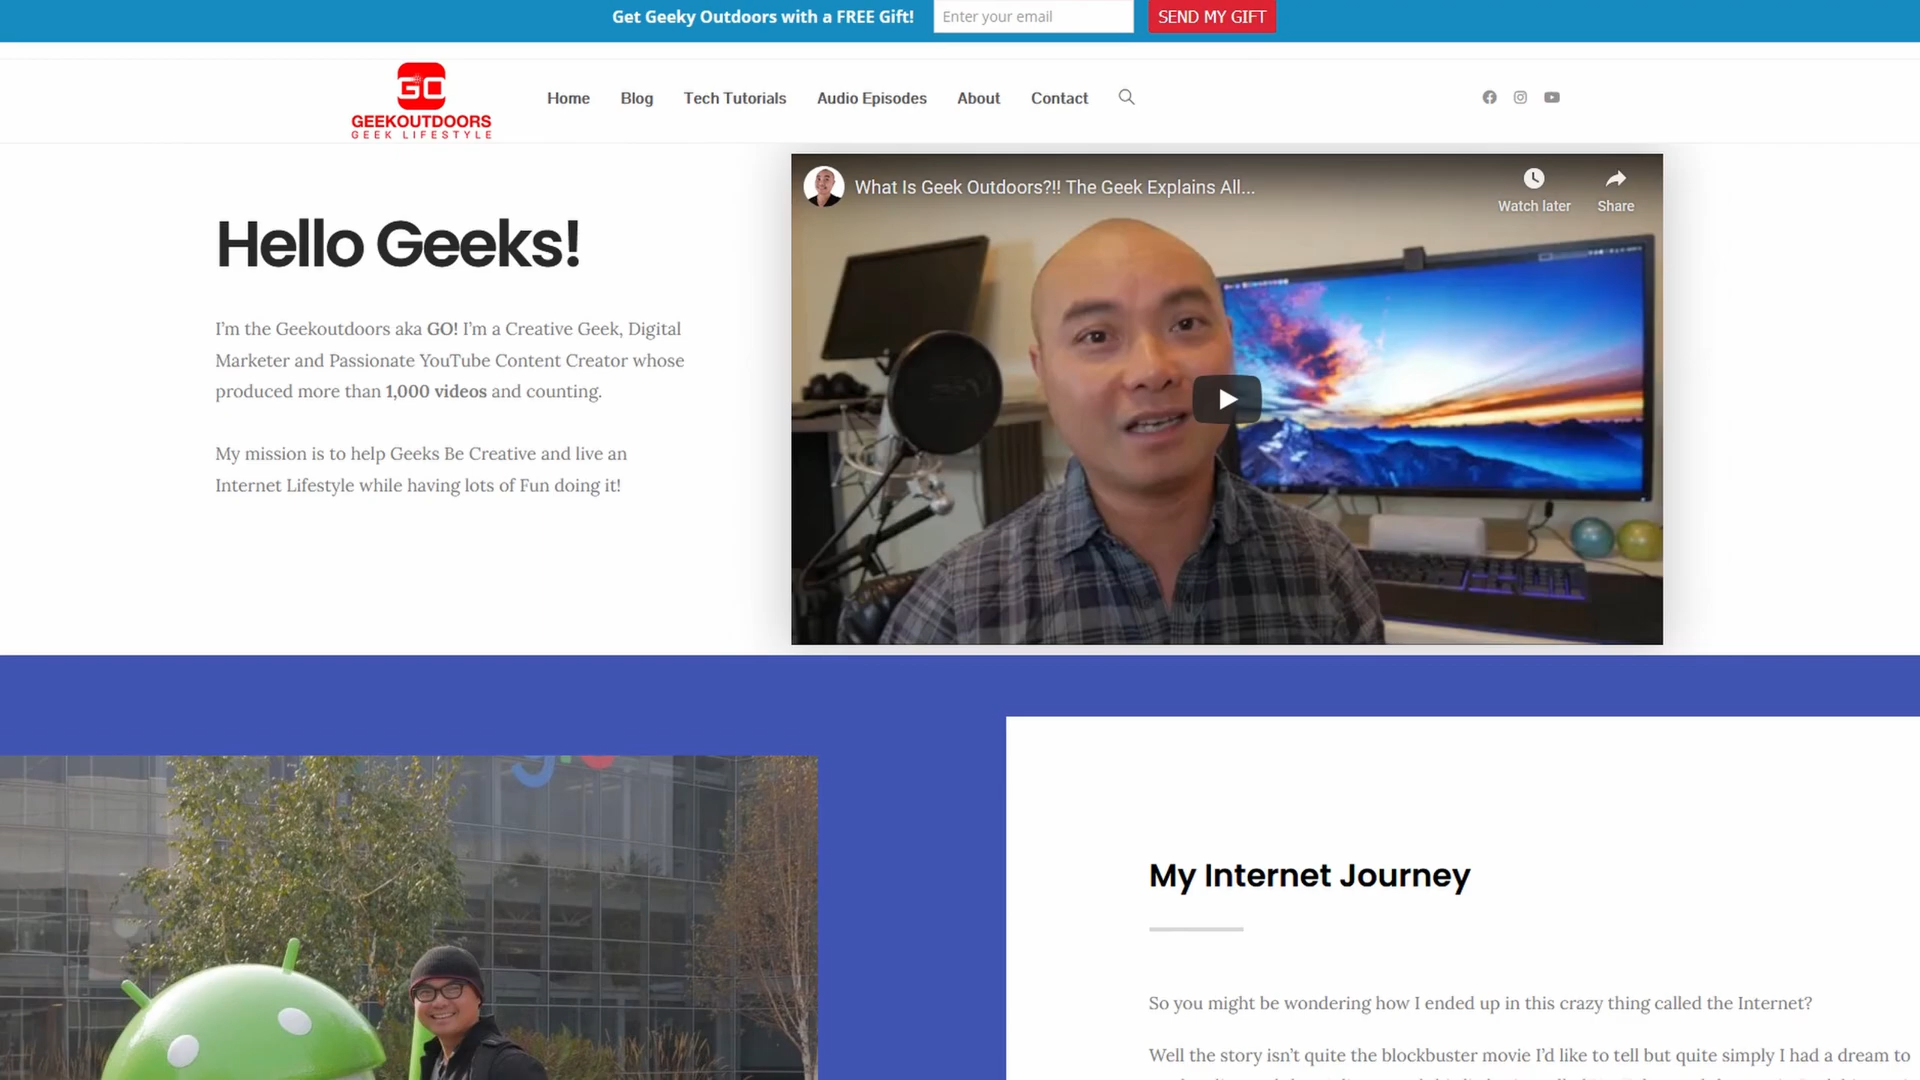 Get Geeky Outdoors with a FREE Gift!
Enter your email
SEND MY GIFT
GO
GEEKOUTDOORS
GEEK LIFESTYLE
Home
Blog
Tech Tutorials
Audio Episodes
About
Contact
What Is Geek Outdoors?!! The Geek Explains All...
Watch later
Share
Hello Geeks!
I'm the Geekoutdoors aka GO! I'm a Creative Geek, Digital
Marketer and Passionate YouTube Content Creator whose
produced more than 1,000 videos and counting.
My mission is to help Geeks Be Creative and live an
Internet Lifestyle while having lots of Fun doing it!
My Internet Journey
So you might be wondering how I ended up in this crazy thing called the Internet?
Well the story isn't quite the blockbuster movie I'd like to tell but quite simply I had a dream to